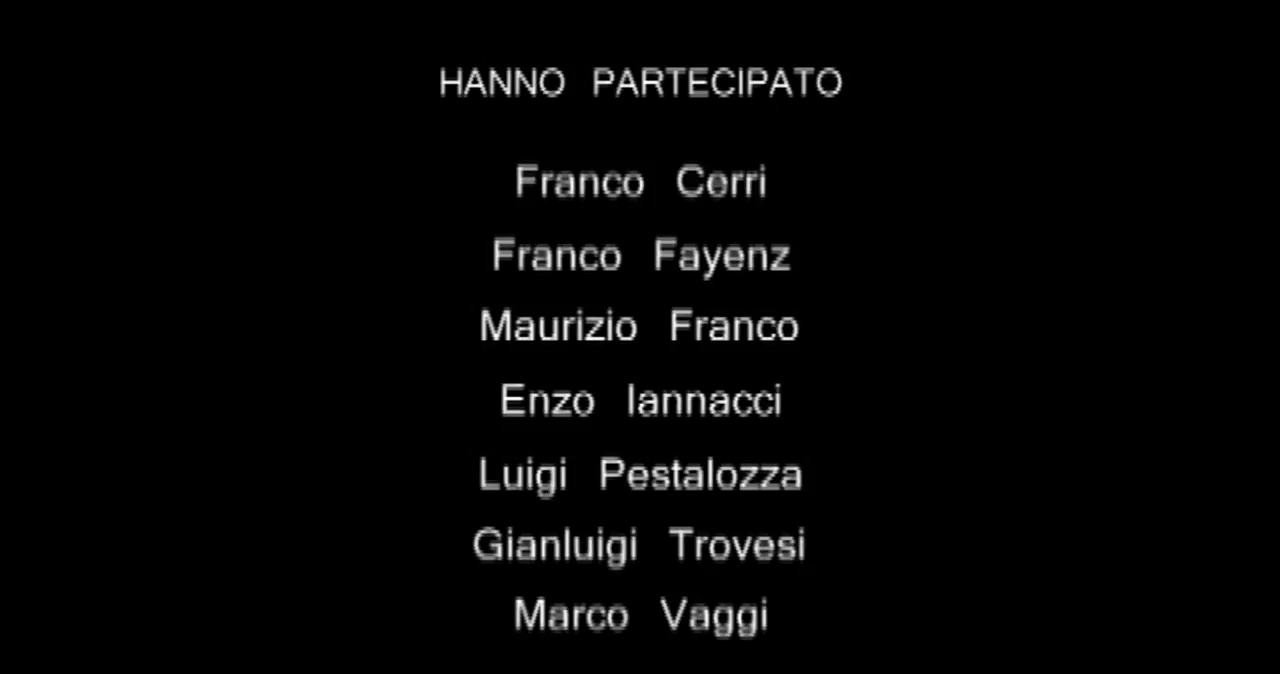 HANNO PARTECIPATO
Franco Cerri
Franco Fayenz
Maurizio Franco
Enzo Iannacci
Luigi Pestalozza
Gianluigi Trovesi
Marco Vaggi